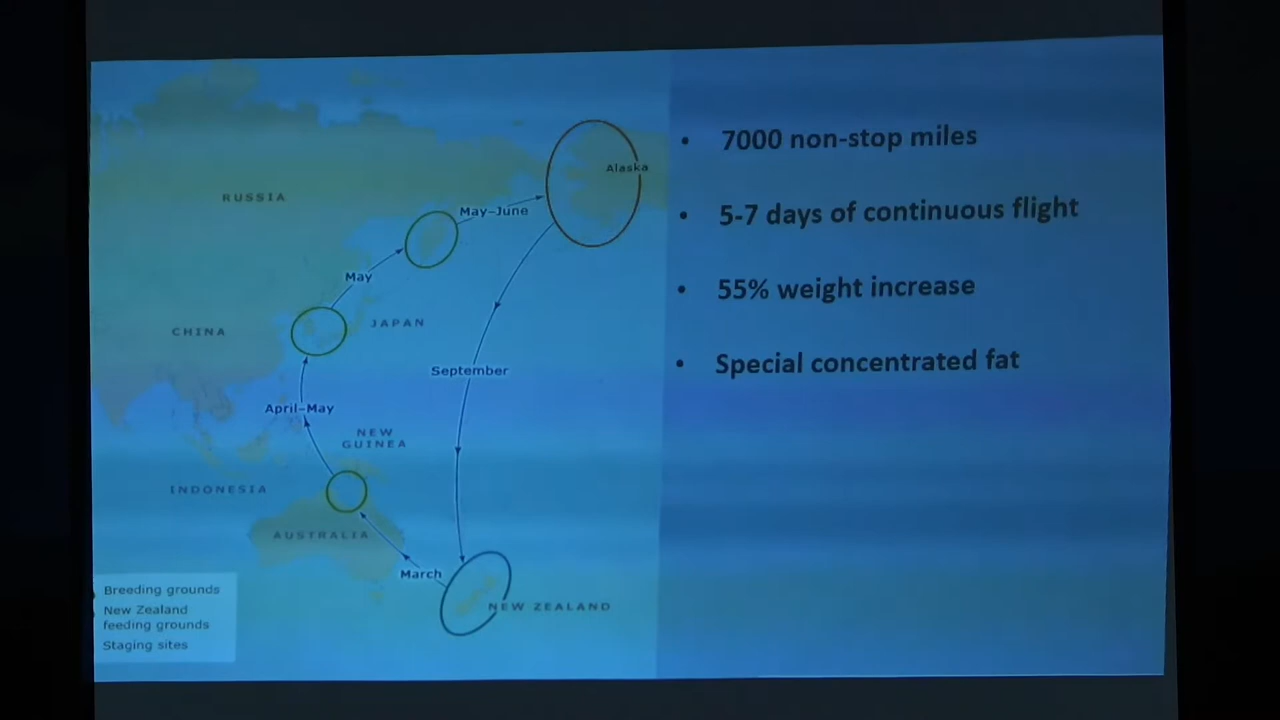 RUSSIA
Alaska
May–June
May
CHINA
JAPAN
September
April–May
NEW
GUINEA
INDONESIA
AUSTRALIA
March
NEW ZEALAND
Breeding grounds
New Zealand
feeding grounds
Staging sites
• 7000 non-stop miles
• 5-7 days of continuous flight
• 55% weight increase
• Special concentrated fat